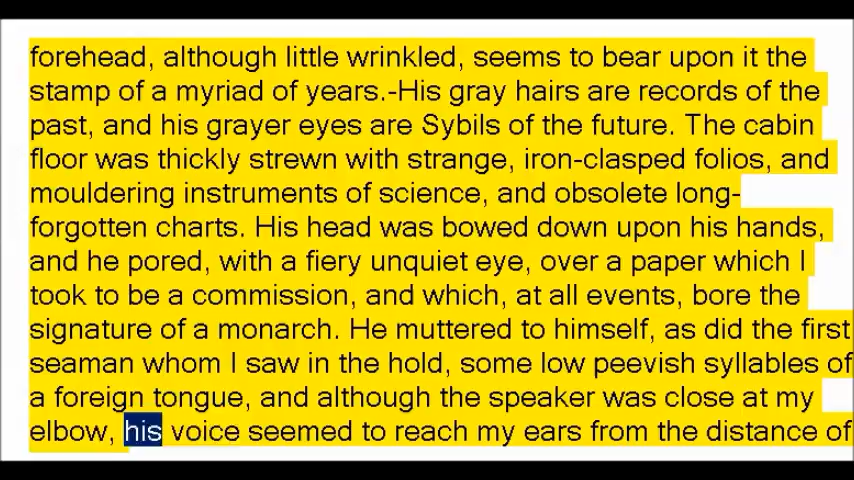 forehead, although little wrinkled, seems to bear upon it the
stamp of a myriad of years.-His gray hairs are records of the
past, and his grayer eyes are Sybils of the future. The cabin
floor was thickly strewn with strange, iron-clasped folios, and
mouldering instruments of science, and obsolete long-
forgotten charts. His head was bowed down upon his hands,
and he pored, with a fiery unquiet eye, over a paper which I
took to be a commission, and which, at all events, bore the
signature of a monarch. He muttered to himself, as did the first
seaman whom I saw in the hold, some low peevish syllables of
a foreign tongue, and although the speaker was close at my
elbow, his voice seemed to reach my ears from the distance of